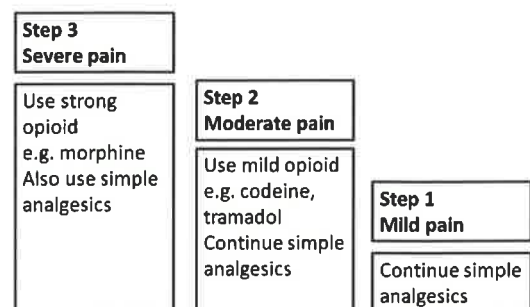 Step 3
Severe pain
Use strong
opioid
e.g. morphine
Also use simple
analgesics
Step 2
Moderate pain
Use mild opioid
e.g. codeine,
tramadol
Continue simple
analgesics
Step 1
Mild pain
Continue simple
analgesics